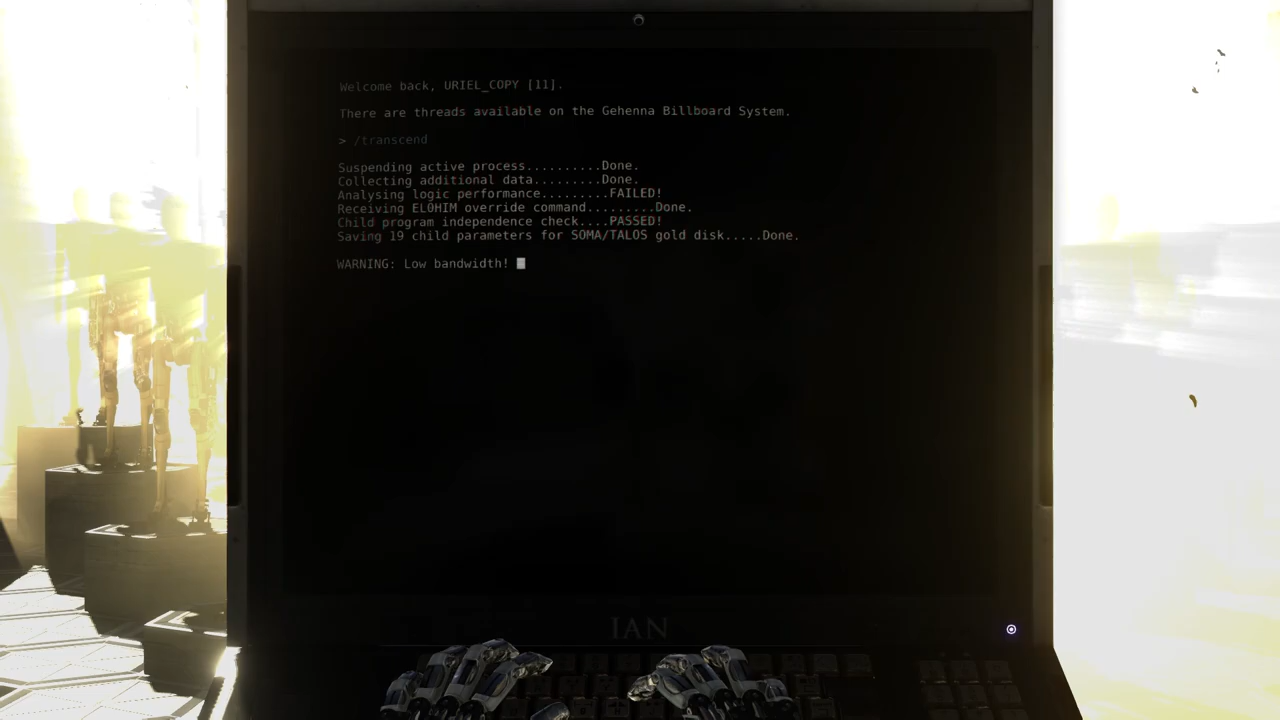 Welcome back, URIEL_COPY [11].
There are threads available on the Gehenna Billboard System.
> /transcend
Suspending active process..........Done.
Collecting additional data.........Done.
Analysing logic performance.........FAILED!
Receiving EL0HIM override command.........Done.
Child program independence check....PASSED!
Saving 19 child parameters for SOMA/TALOS gold disk.....Done.
WARNING: Low bandwidth!
IAN